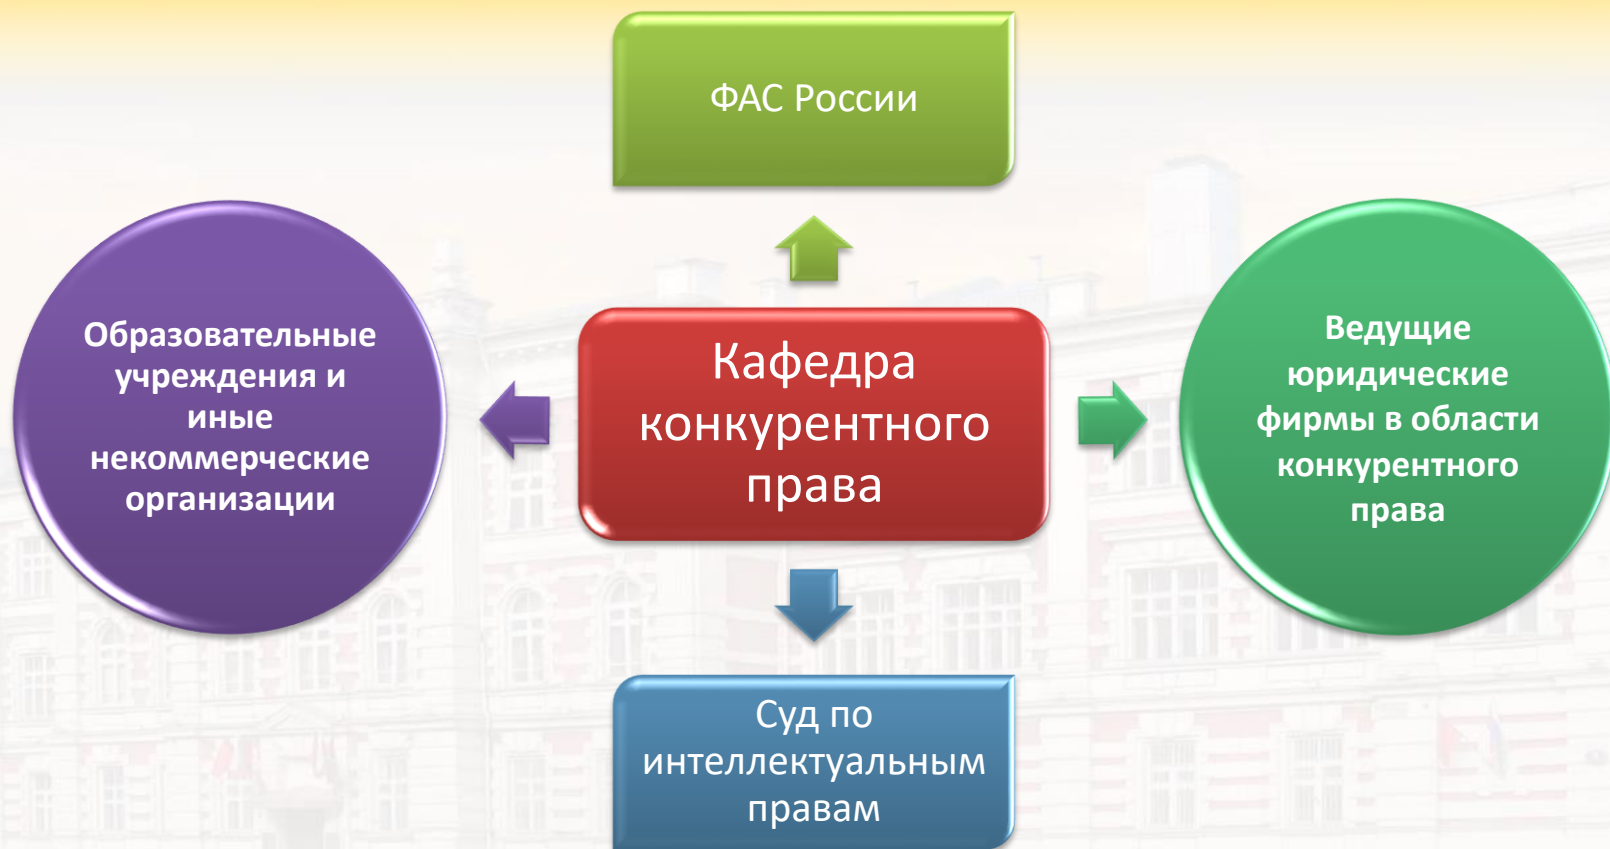 ФАС России
Образовательные
учреждения и
иные
некоммерческие
организации
Кафедра
конкурентного
права
Ведущие
юридические
фирмы в области
конкурентного
права
Суд по
интеллектуальным
правам